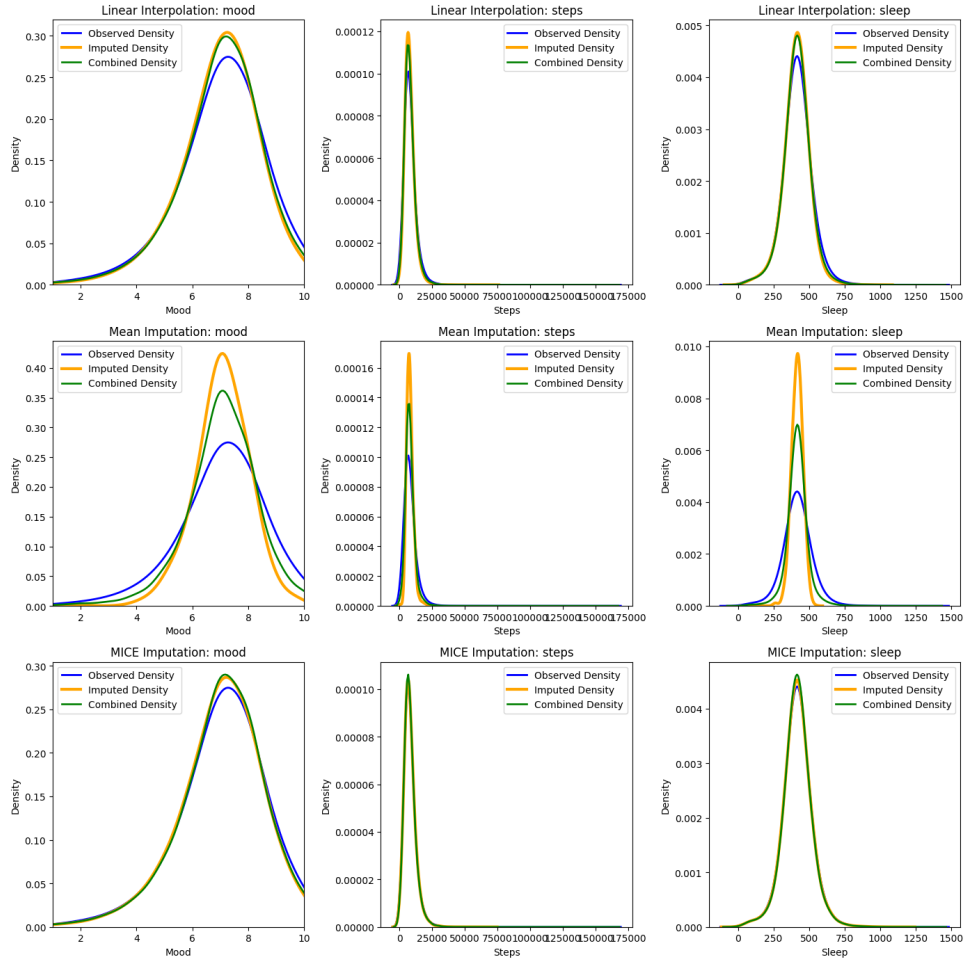 Linear Interpolation: mood
Observed Density
Imputed Density
Combined Density
0.30
0.25
0.20
0.15
0.10
0.05
0.00
Density
2 4 6 8 10
Mood
Linear Interpolation: steps
Observed Density
Imputed Density
Combined Density
0.00012
0.00010
0.00008
0.00006
0.00004
0.00002
0.00000
Density
0 25000 50000 75000 100000 125000 150000 175000
Steps
Linear Interpolation: sleep
Observed Density
Imputed Density
Combined Density
0.005
0.004
0.003
0.002
0.001
0.000
Density
0 250 500 750 1000 1250 1500
Sleep
Mean Imputation: mood
Observed Density
Imputed Density
Combined Density
0.40
0.35
0.30
0.25
0.20
0.15
0.10
0.05
0.00
Density
2 4 6 8 10
Mood
Mean Imputation: steps
Observed Density
Imputed Density
Combined Density
0.00016
0.00014
0.00012
0.00010
0.00008
0.00006
0.00004
0.00002
0.00000
Density
0 25000 50000 75000 100000 125000 150000 175000
Steps
Mean Imputation: sleep
Observed Density
Imputed Density
Combined Density
0.010
0.008
0.006
0.004
0.002
0.000
Density
0 250 500 750 1000 1250 1500
Sleep
MICE Imputation: mood
Observed Density
Imputed Density
Combined Density
0.30
0.25
0.20
0.15
0.10
0.05
0.00
Density
2 4 6 8 10
Mood
MICE Imputation: steps
Observed Density
Imputed Density
Combined Density
0.00010
0.00008
0.00006
0.00004
0.00002
0.00000
Density
0 25000 50000 75000 100000 125000 150000 175000
Steps
MICE Imputation: sleep
Observed Density
Imputed Density
Combined Density
0.004
0.003
0.002
0.001
0.000
Density
0 250 500 750 1000 1250 1500
Sleep